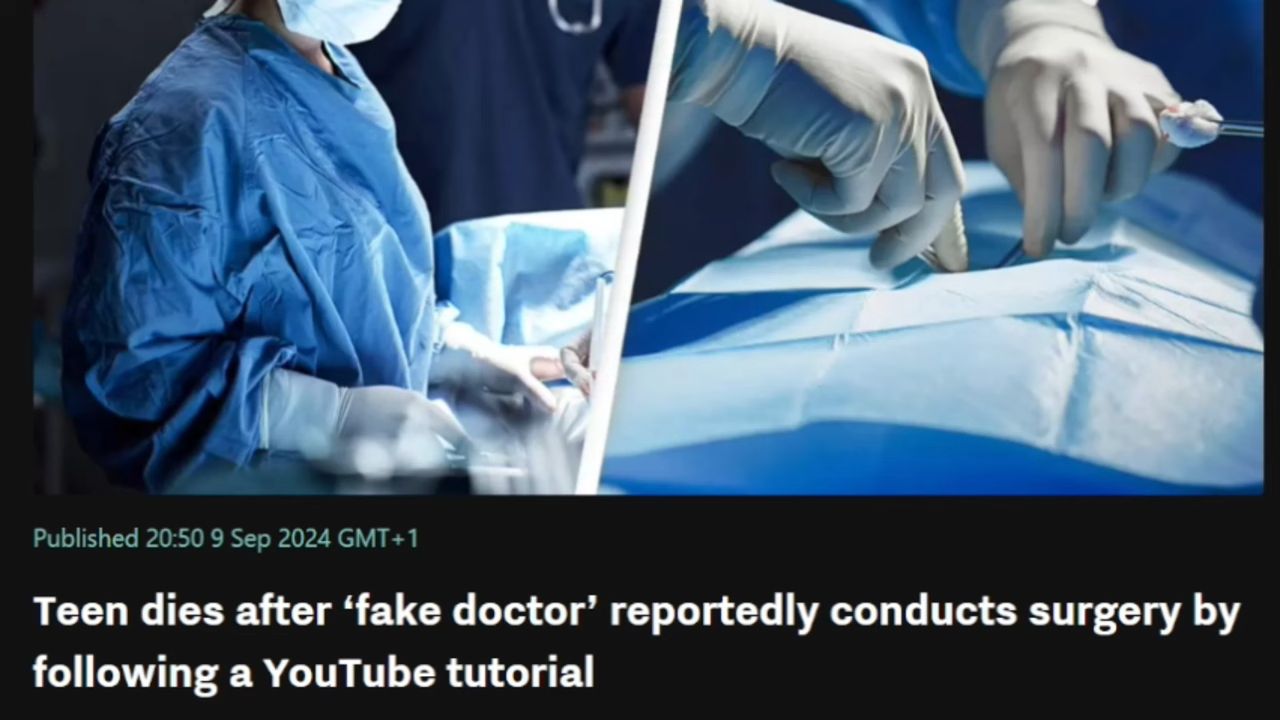 Published 20:50 9 Sep 2024 GMT+1
Teen dies after ‘fake doctor’ reportedly conducts surgery by
following a YouTube tutorial